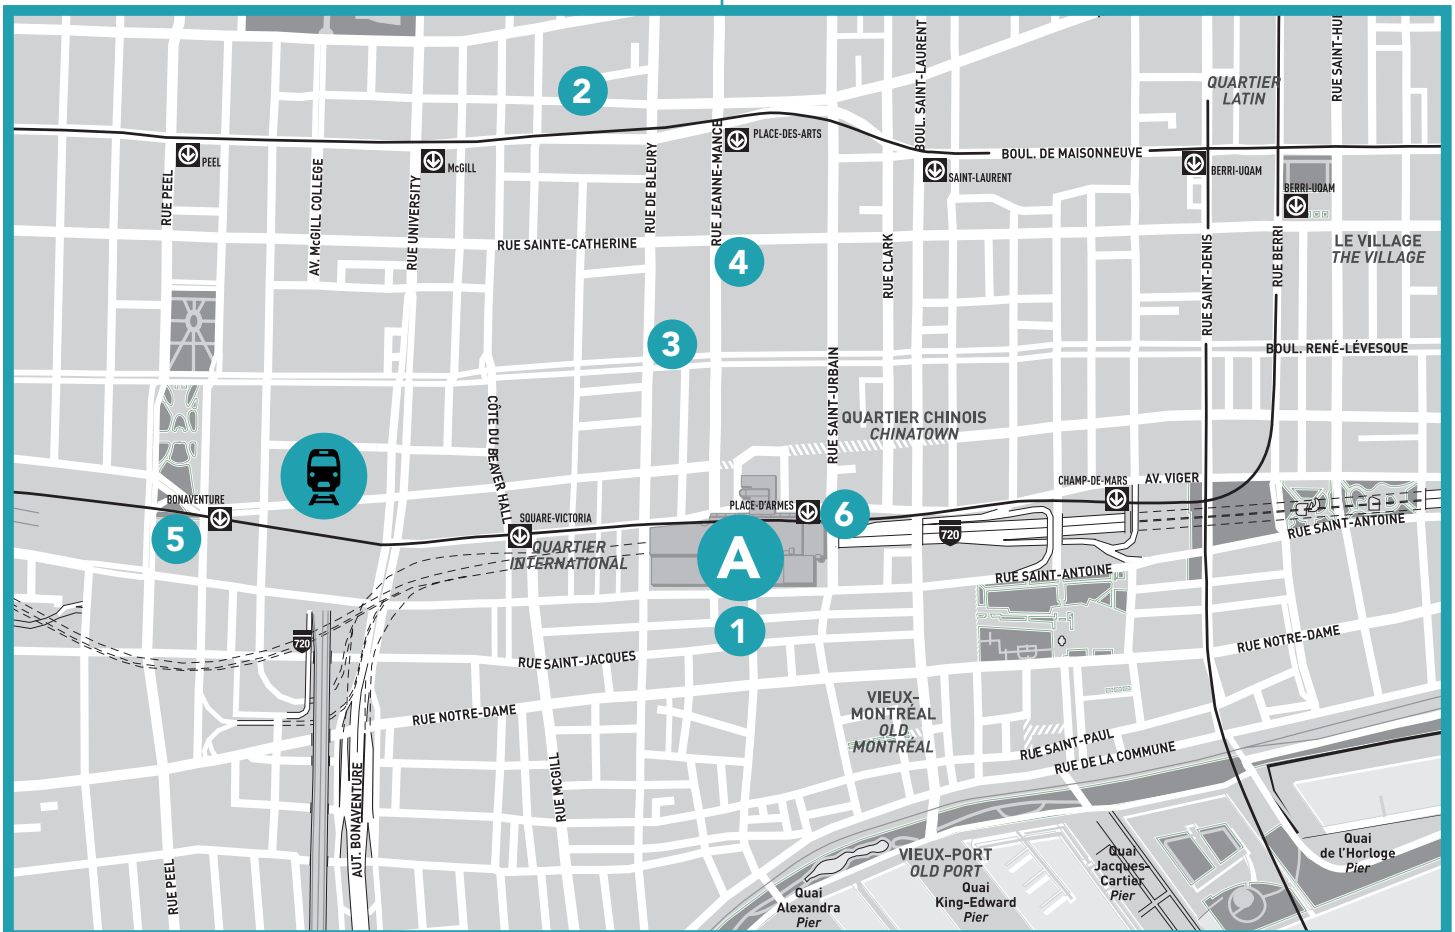 BOUL. SAINT-LAURENT
RUE SAINT-HU
QUARTIER
LATIN
2
PLACE-DES-ARTS
PEEL
McGILL
BOUL. DE MAISONNEUVE
SAINT-LAURENT
BERRI-UQAM
BERRI-UQAM
RUE PEEL
AV. McGILL COLLEGE
RUE UNIVERSITY
RUE DE BLEURY
RUE JEANNE-MANCE
RUE SAINTE-CATHERINE
RUE CLARK
RUE SAINT-DENIS
RUE BERRI
LE VILLAGE
THE VILLAGE
4
3
BOUL. RENÉ-LÉVESQUE
RUE SAINT-URBAIN
CÔTE DU BEAVER HALL
QUARTIER CHINOIS
CHINATOWN
CHAMP-DE-MARS
AV. VIGER
BONAVENTURE
PLACE-D'ARMES
6
SQUARE-VICTORIA
5
720
RUE SAINT-ANTOINE
QUARTIER
INTERNATIONAL
A
RUE SAINT-ANTOINE
1
720
RUE NOTRE-DAME
RUE SAINT-JACQUES
RUE NOTRE-DAME
VIEUX-
MONTRÉAL
OLD
MONTRÉAL
RUE SAINT-PAUL
RUE DE LA COMMUNE
RUE MCGILL
AUT. BONAVENTURE
RUE PEEL
VIEUX-PORT
OLD PORT
Quai
Alexandra
Pier
Quai
King-Edward
Pier
Quai
Jacques-
Cartier
Pier
Quai
de l'Horloge
Pier